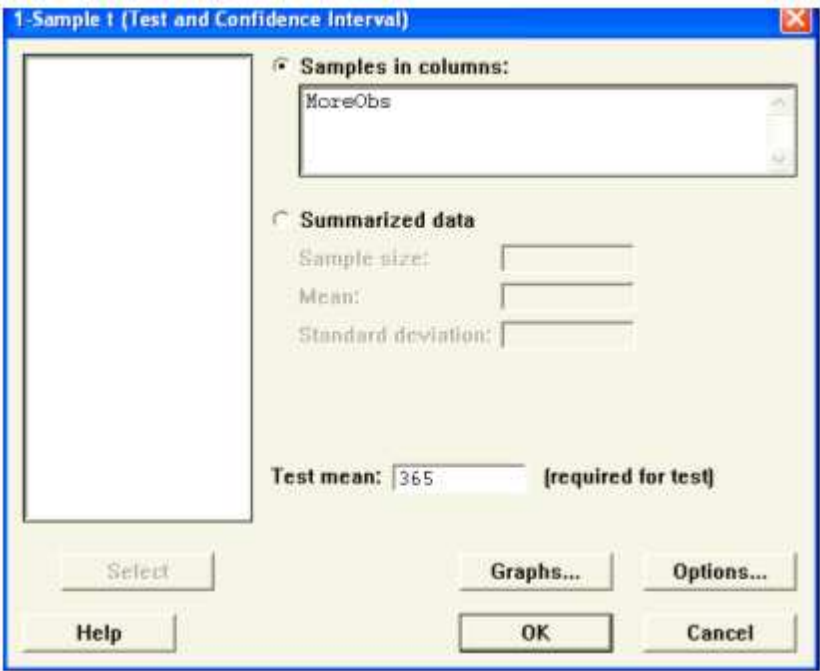 1-Sample t (Test and Confidence Interval)
Samples in columns:
MoreObs
Summarized data
Sample size:
Mean:
Standard deviation:
Test mean: 365 (required for test)
Select Graphs... Options...
Help OK Cancel